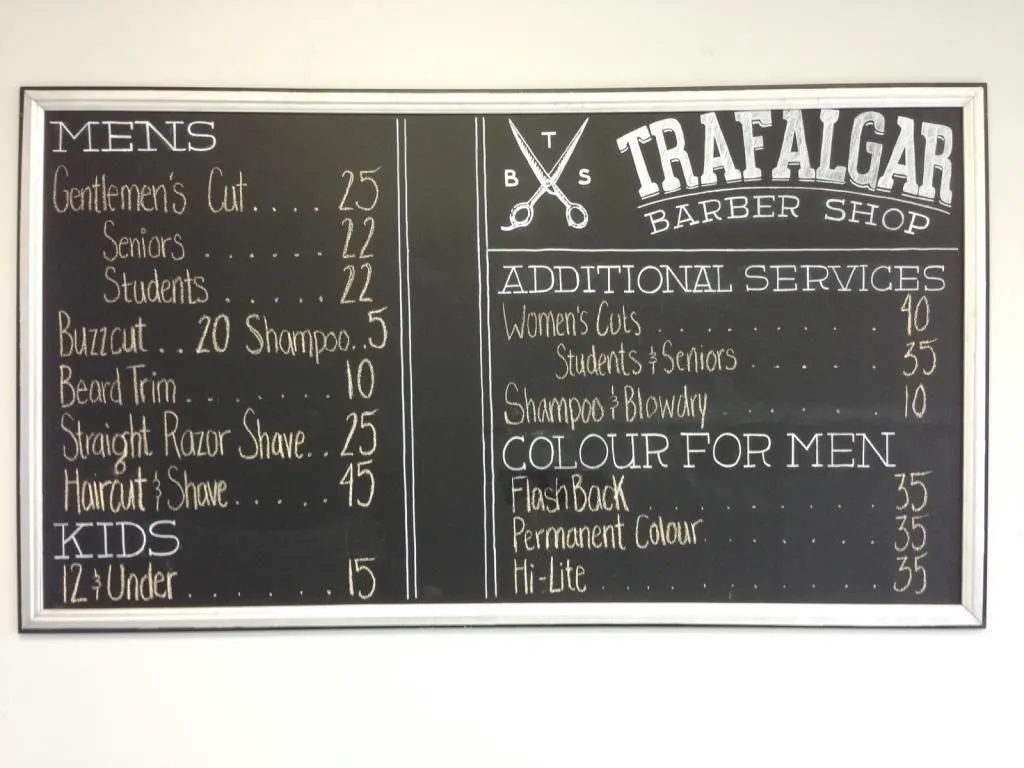 MENS
Gentlemen's Cut.... 25
Seniors ...... 22
Students ..... 22
Buzzcut... 20 Shampoo..5
Beard Trim........ 10
Straight Razor Shave.. 25
Haircut & Shave...... 45
KIDS
12 & Under....... 15
T
B S
TRAFALGAR
BARBER SHOP
ADDITIONAL SERVICES
Women's Cuts ......... 40
Students & Seniors ..... 35
Shampoo & Blowdry ....... 10
COLOUR FOR MEN
FlashBack .......... 35
Permanent Colour....... 35
Hi-Lite ........... 35